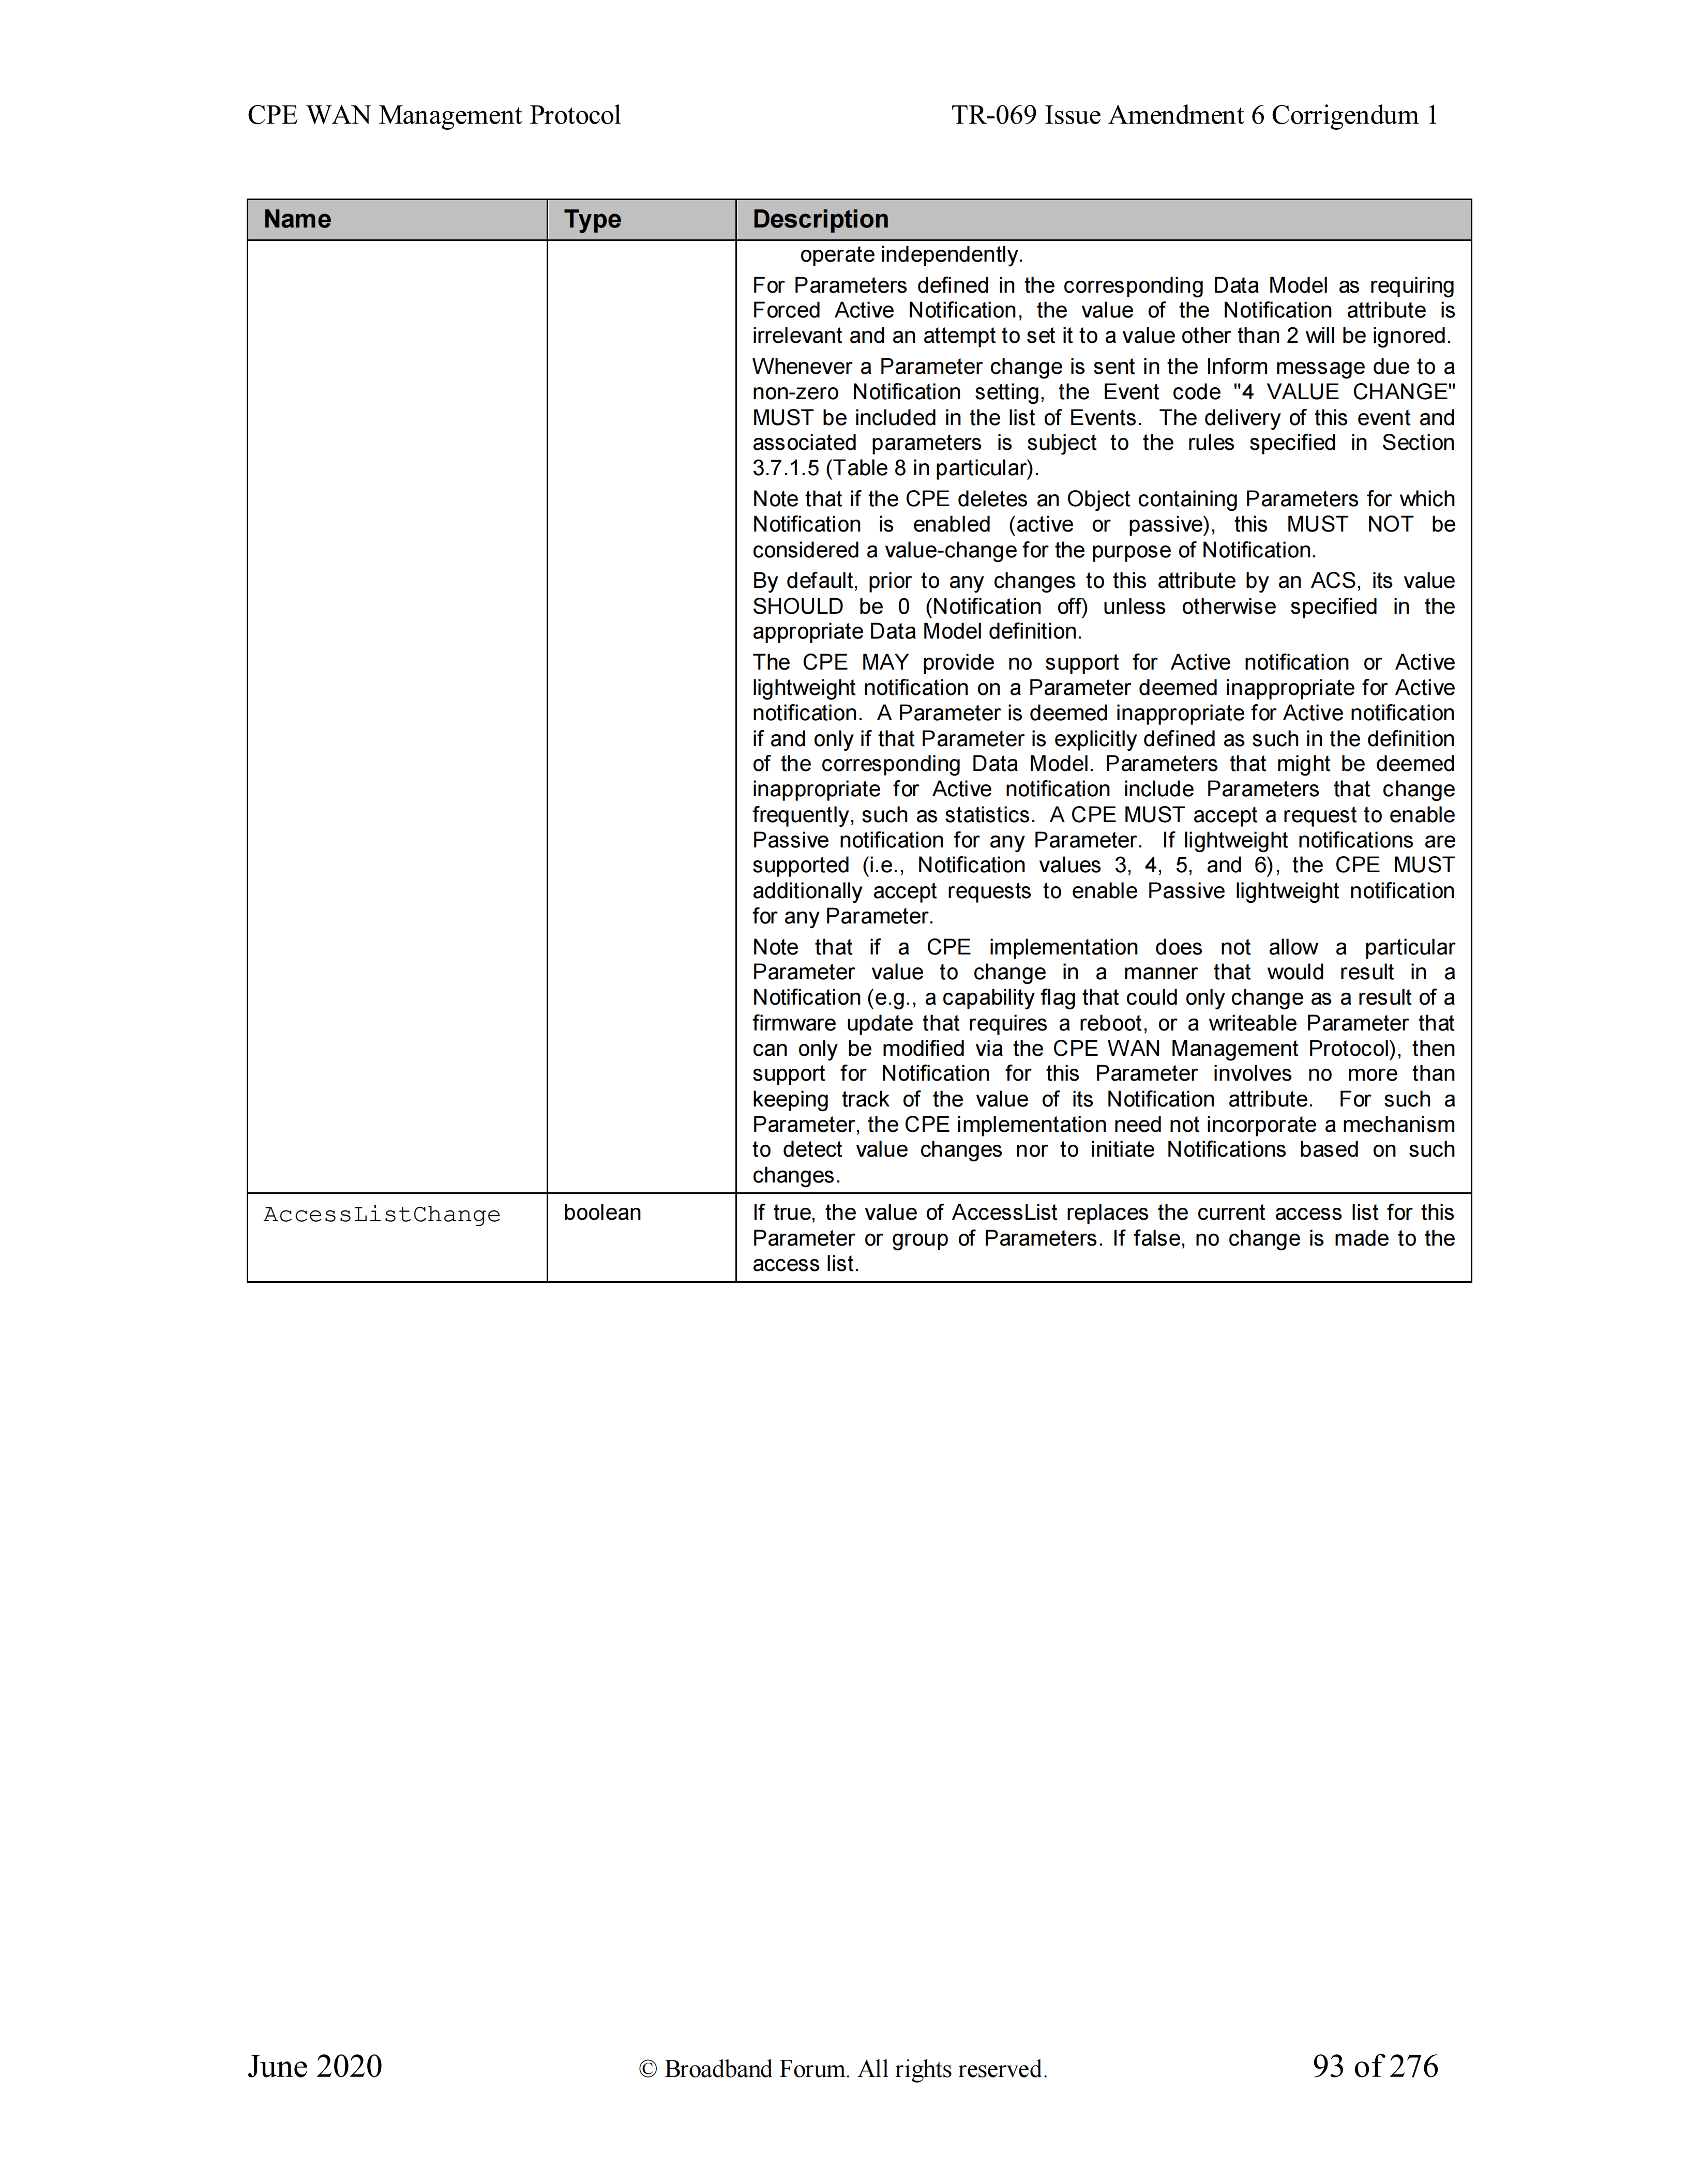 CPE WAN Management Protocol TR-069 Issue Amendment 6 Corrigendum 1
Name Type Description
operate independently.
For Parameters defined in the corresponding Data Model as requiring
Forced Active Notification, the value of the Notification attribute is
irrelevant and an attempt to set it to a value other than 2 will be ignored.
Whenever a Parameter change is sent in the Inform message due to a
non-zero Notification setting, the Event code "4 VALUE CHANGE"
MUST be included in the list of Events. The delivery of this event and
associated parameters is subject to the rules specified in Section
3.7.1.5 (Table 8 in particular).
Note that if the CPE deletes an Object containing Parameters for which
Notification is enabled (active or passive), this MUST NOT be
considered a value-change for the purpose of Notification.
By default, prior to any changes to this attribute by an ACS, its value
SHOULD be 0 (Notification off) unless otherwise specified in the
appropriate Data Model definition.
The CPE MAY provide no support for Active notification or Active
lightweight notification on a Parameter deemed inappropriate for Active
notification. A Parameter is deemed inappropriate for Active notification
if and only if that Parameter is explicitly defined as such in the definition
of the corresponding Data Model. Parameters that might be deemed
inappropriate for Active notification include Parameters that change
frequently, such as statistics. A CPE MUST accept a request to enable
Passive notification for any Parameter. If lightweight notifications are
supported (i.e., Notification values 3, 4, 5, and 6), the CPE MUST
additionally accept requests to enable Passive lightweight notification
for any Parameter.
Note that if a CPE implementation does not allow a particular
Parameter value to change in a manner that would result in a
Notification (e.g., a capability flag that could only change as a result of a
firmware update that requires a reboot, or a writeable Parameter that
can only be modified via the CPE WAN Management Protocol), then
support for Notification for this Parameter involves no more than
keeping track of the value of its Notification attribute. For such a
Parameter, the CPE implementation need not incorporate a mechanism
to detect value changes nor to initiate Notifications based on such
changes.
AccessListChange boolean If true, the value of AccessList replaces the current access list for this
Parameter or group of Parameters. If false, no change is made to the
access list.
June 2020 © Broadband Forum. All rights reserved. 93 of 276